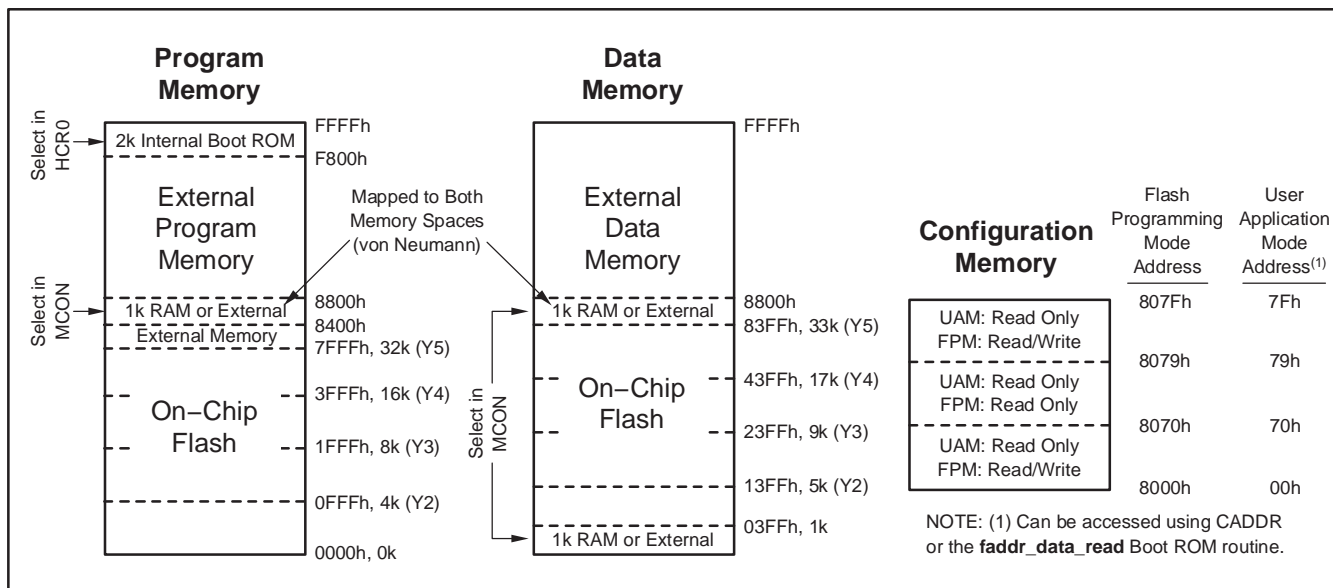 Program
Memory
Select in
HCR0
2k Internal Boot ROM
FFFFh
F800h
External
Program
Memory
Mapped to Both
Memory Spaces
(von Neumann)
Select in
MCON
1k RAM or External
8800h
8400h
External Memory
7FFFh, 32k (Y5)
3FFFh, 16k (Y4)
On–Chip
Flash
1FFFh, 8k (Y3)
0FFFh, 4k (Y2)
0000h, 0k
Data
Memory
FFFFh
External
Data
Memory
8800h
1k RAM or External
83FFh, 33k (Y5)
Select in
MCON
43FFh, 17k (Y4)
On–Chip
Flash
23FFh, 9k (Y3)
13FFh, 5k (Y2)
03FFh, 1k
1k RAM or External
Configuration
Memory
Flash
Programming
Mode
Address
User
Application
Mode
Address(1)
807Fh 7Fh
UAM: Read Only
FPM: Read/Write
8079h 79h
UAM: Read Only
FPM: Read Only
8070h 70h
UAM: Read Only
FPM: Read/Write
8000h 00h
NOTE: (1) Can be accessed using CADDR
or the faddr_data_read Boot ROM routine.